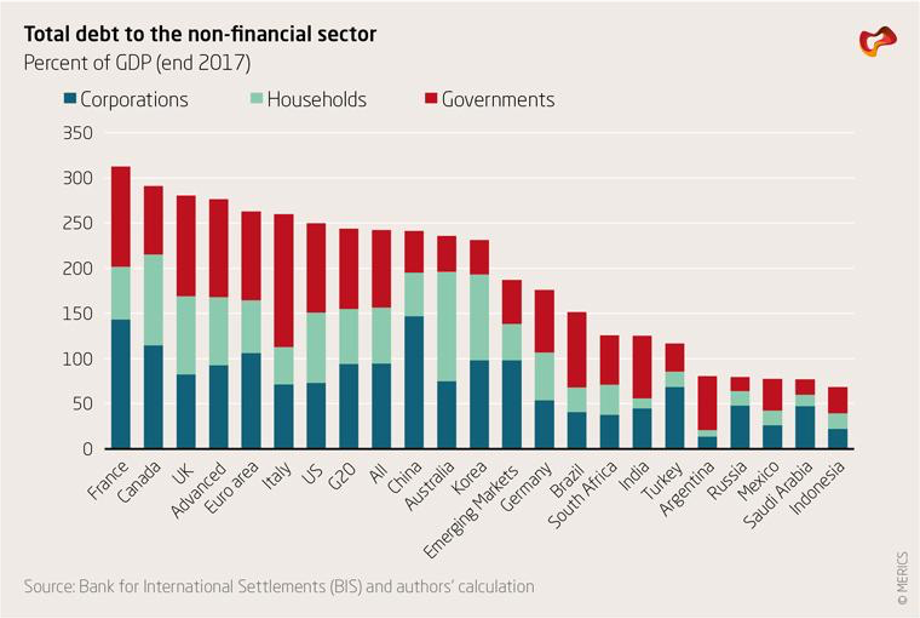 Total debt to the non-financial sector
Percent of GDP (end 2017)
Corporations Households Governments
350
300
250
200
150
100
50
0
France Canada UK Advanced Euro area Italy US G20 All China Australia Korea Emerging Markets Germany Brazil South Africa India Turkey Argentina Russia Mexico Saudi Arabia Indonesia
Source: Bank for International Settlements (BIS) and authors' calculation
© MERICS